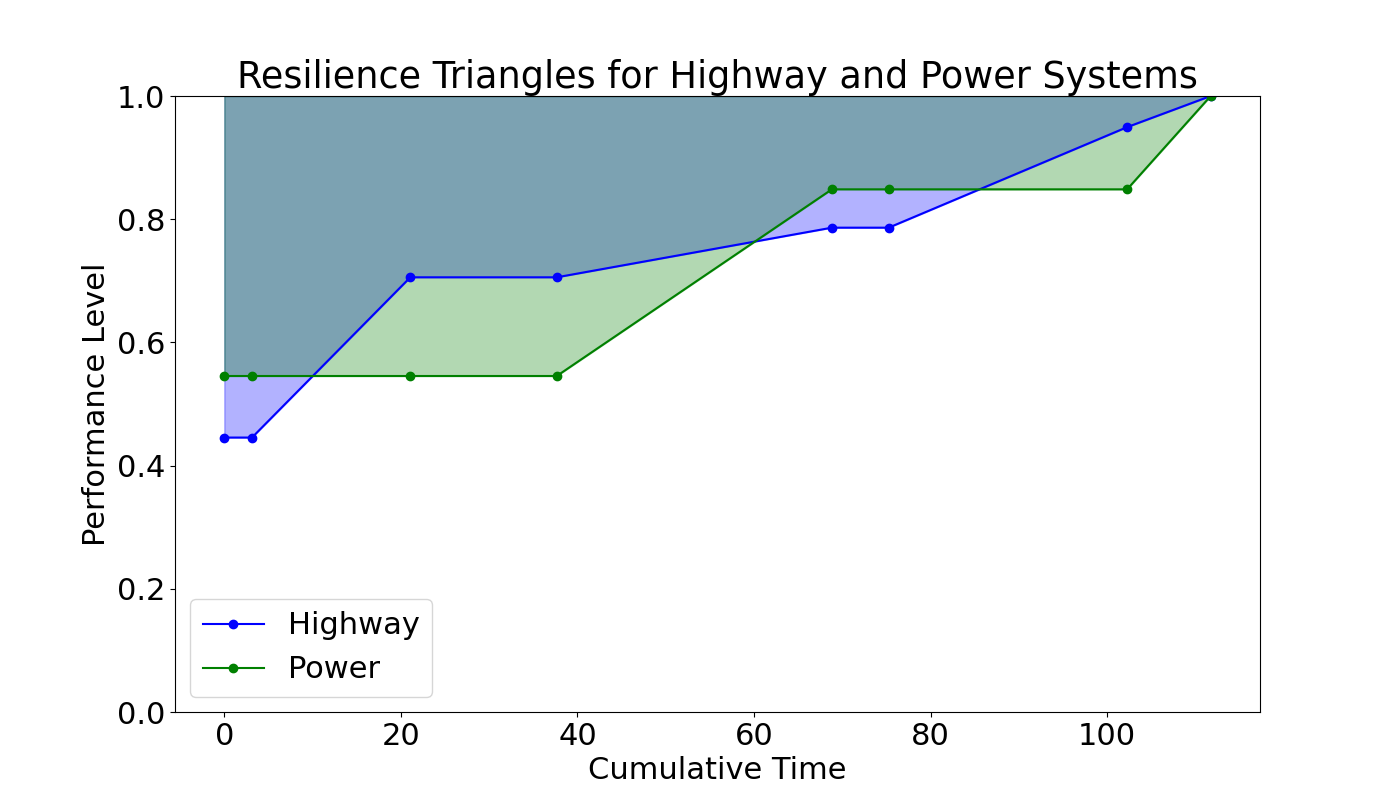 Resilience Triangles for Highway and Power Systems
1.0
0.8
0.6
0.4
0.2
0.0
Performance Level
Highway
Power
0 20 40 60 80 100
Cumulative Time